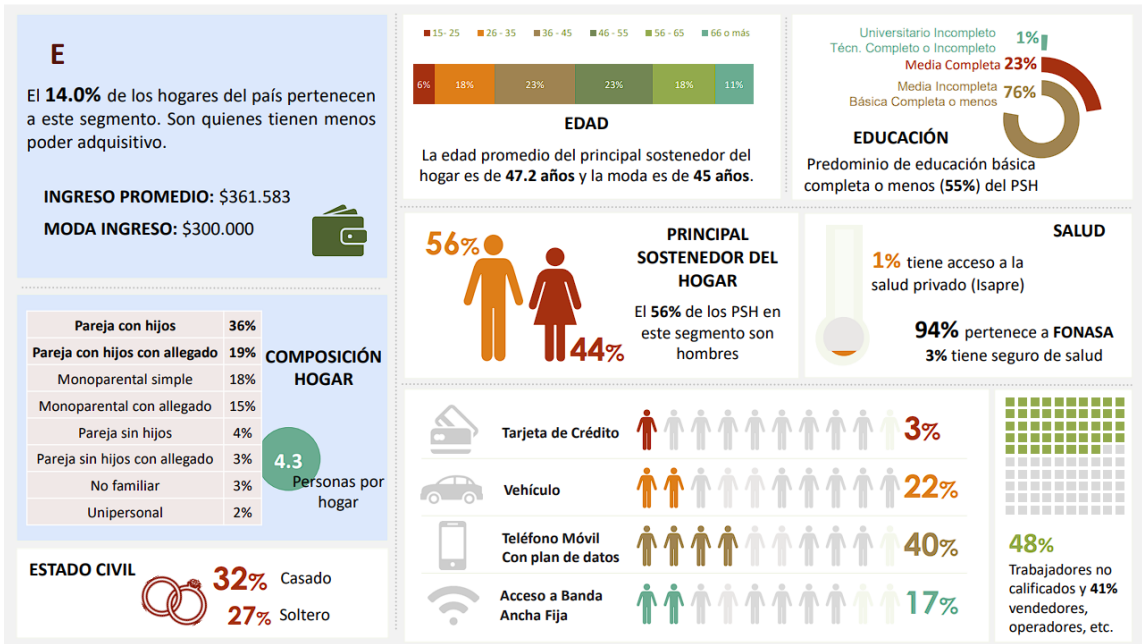 E
El 14.0% de los hogares del país pertenecen
a este segmento. Son quienes tienen menos
poder adquisitivo.
INGRESO PROMEDIO: $361.583
MODA INGRESO: $300.000
15- 25 26 - 35 36 - 45 46 - 55 56 - 65 66 o más
6% 18% 23% 23% 18% 11%
EDAD
La edad promedio del principal sostenedor del
hogar es de 47.2 años y la moda es de 45 años.
Universitario Incompleto
Técn. Completo o Incompleto
1%
Media Completa 23%
Media Incompleta
Básica Completa o menos
76%
EDUCACIÓN
Predominio de educación básica
completa o menos (55%) del PSH
Pareja con hijos 36%
Pareja con hijos con allegado 19%
Monoparental simple 18%
Monoparental con allegado 15%
Pareja sin hijos 4%
Pareja sin hijos con allegado 3%
No familiar 3%
Unipersonal 2%
COMPOSICIÓN
HOGAR
4.3
Personas por
hogar
56%
44%
PRINCIPAL
SOSTENEDOR DEL
HOGAR
El 56% de los PSH en
este segmento son
hombres
SALUD
1% tiene acceso a la
salud privado (Isapre)
94% pertenece a FONASA
3% tiene seguro de salud
ESTADO CIVIL
32% Casado
27% Soltero
Tarjeta de Crédito 3%
Vehículo 22%
Teléfono Móvil
Con plan de datos
40%
Acceso a Banda
Ancha Fija
17%
48%
Trabajadores no
calificados y 41%
vendedores,
operadores, etc.